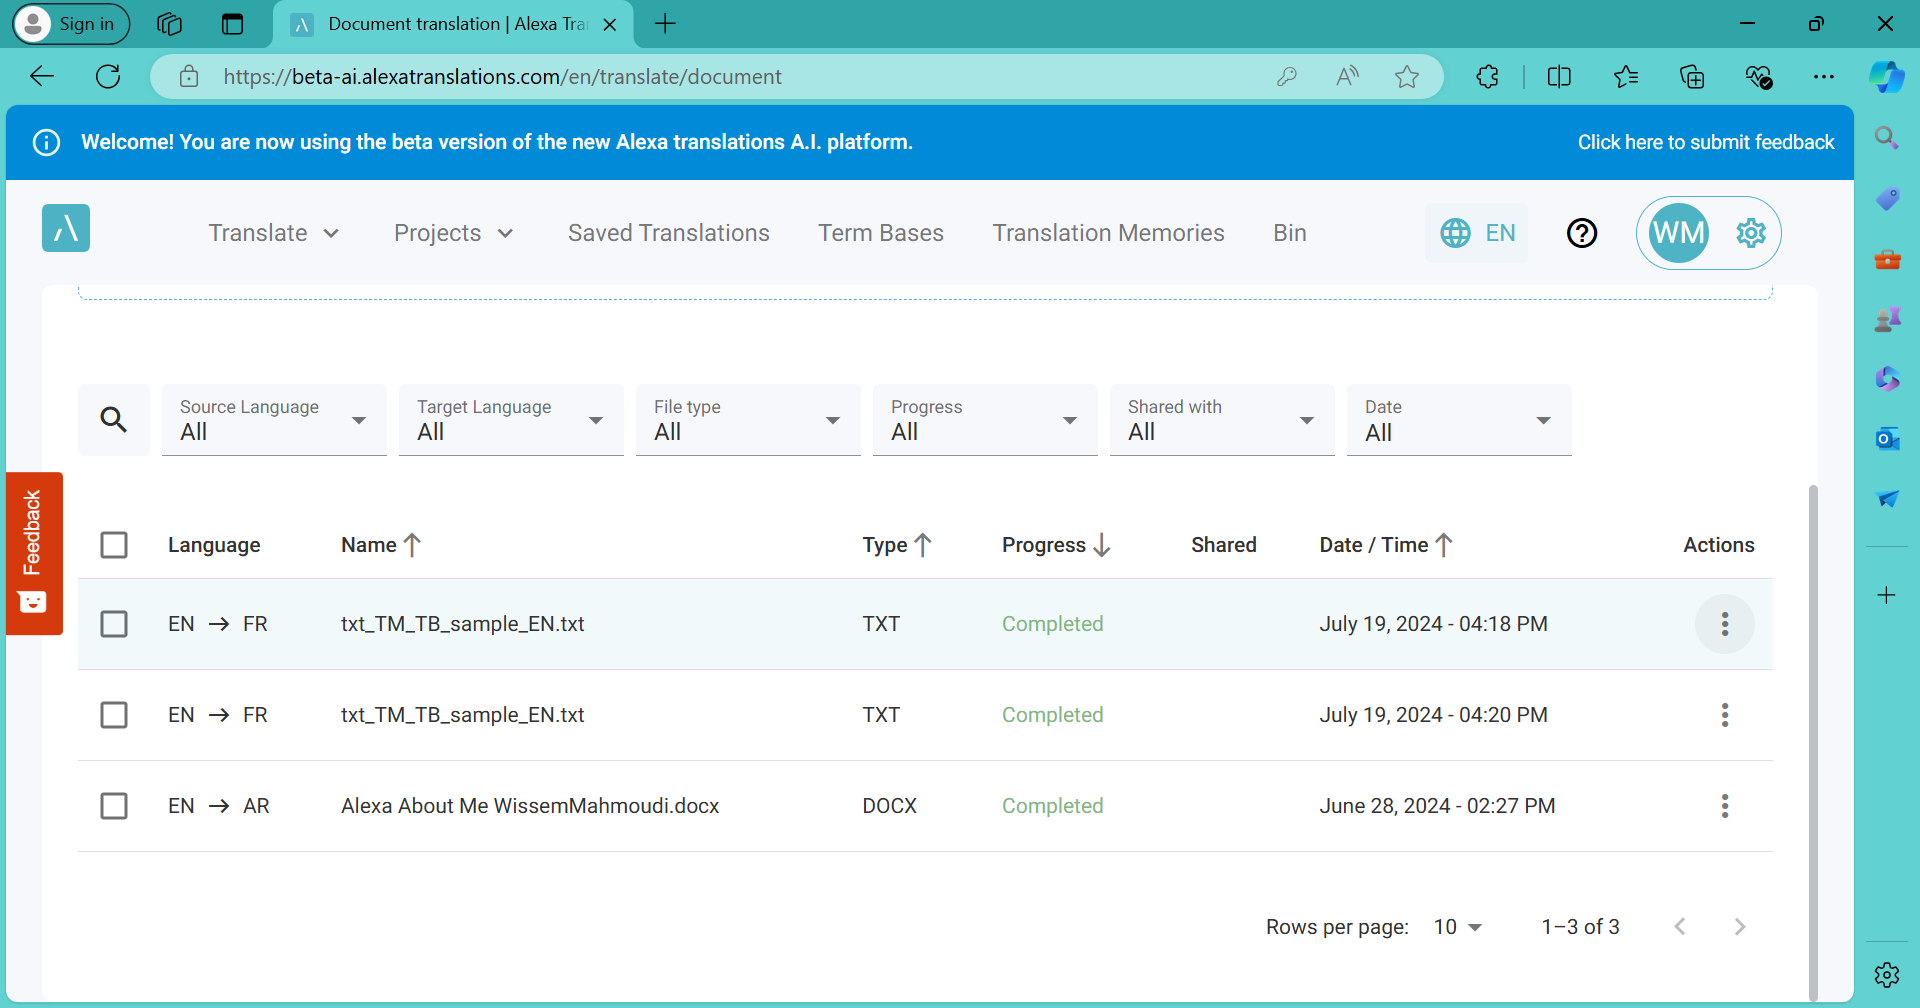 Sign in
Document translation | Alexa Tra
https://beta-ai.alexatranslations.com/en/translate/document
Welcome! You are now using the beta version of the new Alexa translations A.I. platform.
Click here to submit feedback
Translate
Projects
Saved Translations
Term Bases
Translation Memories
Bin
EN
WM
Source Language
All
Target Language
All
File type
All
Progress
All
Shared with
All
Date
All
Feedback
Language
Name
Type
Progress
Shared
Date / Time
Actions
EN → FR
txt_TM_TB_sample_EN.txt
TXT
Completed
July 19, 2024 - 04:18 PM
EN → FR
txt_TM_TB_sample_EN.txt
TXT
Completed
July 19, 2024 - 04:20 PM
EN → AR
Alexa About Me WissemMahmoudi.docx
DOCX
Completed
June 28, 2024 - 02:27 PM
Rows per page: 10
1–3 of 3